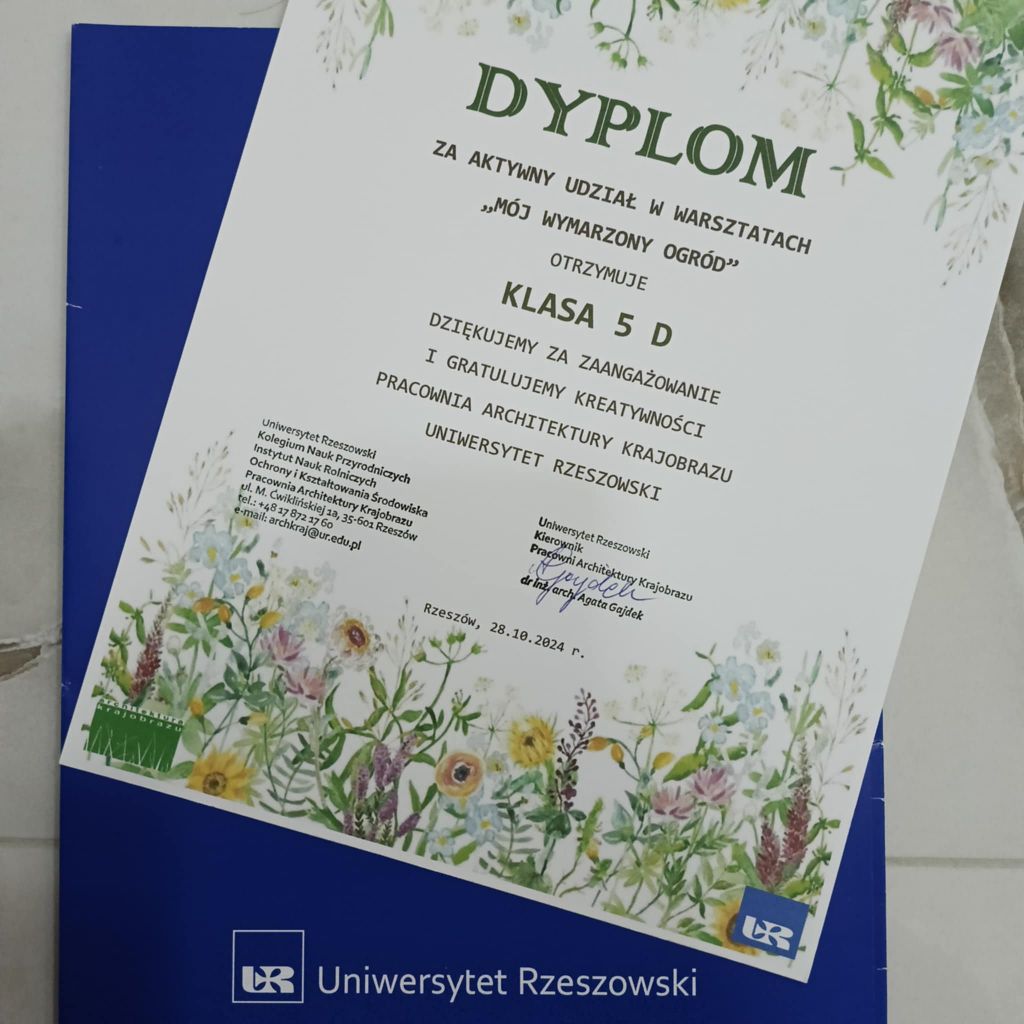 DYPLOM
ZA AKTYWNY UDZIAŁ W WARSZTATACH
„MÓJ WYMARZONY OGRÓD”
OTRZYMUJE
KLASA 5 D
DZIĘKUJEMY ZA ZAANGAŻOWANIE
I GRATULUJEMY KREATYWNOŚCI
PRACOWNIA ARCHITEKTURY KRAJOBRAZU
UNIWERSYTET RZESZOWSKI
Uniwersytet Rzeszowski
Kolegium Nauk Przyrodniczych
Instytut Nauk Rolniczych
Ochrony i Kształtowania Środowiska
Pracownia Architektury Krajobrazu
ul. M. Ćwiklińskiej 1a, 35-601 Rzeszów
tel.: +48 17 872 17 60
e-mail: archkraj@ur.edu.pl
Uniwersytet Rzeszowski
Kierownik
Pracowni Architektury Krajobrazu
Gajdek
dr inż. arch. Agata Gajdek
Rzeszów, 28.10.2024 r.
architektura
krajobrazu
UR
UR Uniwersytet Rzeszowski